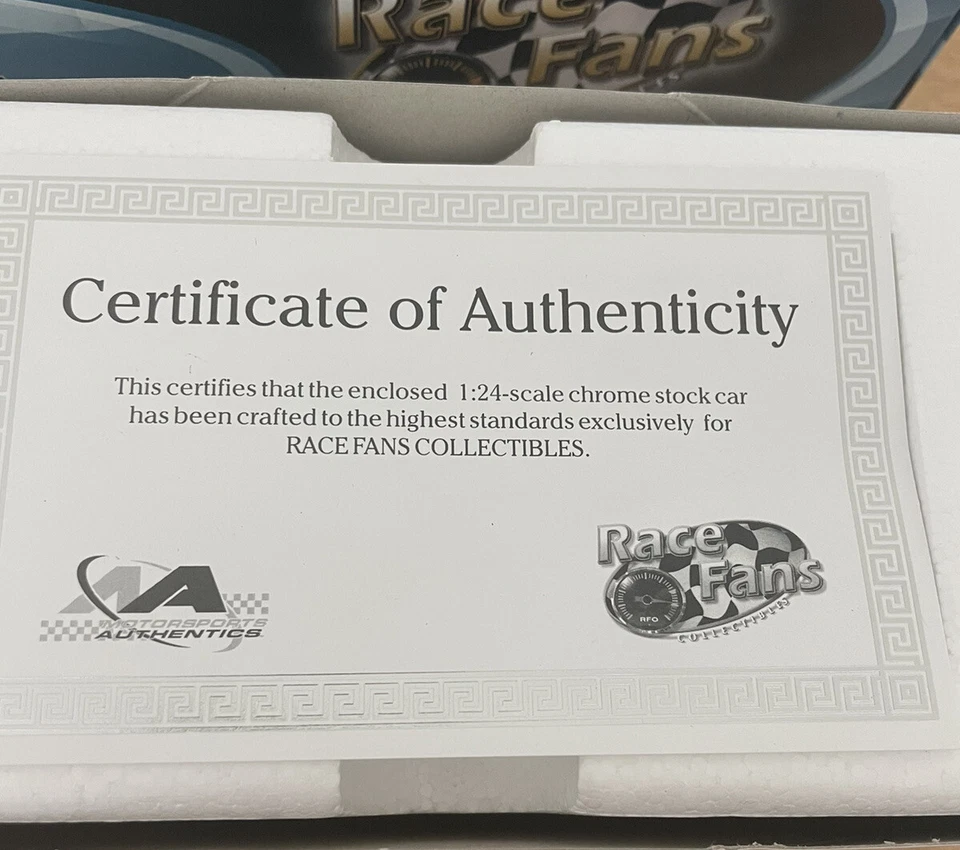 Race
Fans
Certificate of Authenticity
This certifies that the enclosed 1:24-scale chrome stock car
has been crafted to the highest standards exclusively for
RACE FANS COLLECTIBLES.
MA
MOTORSPORTS
AUTHENTICS
Race
Fans
RFO
COLLECTIBLES